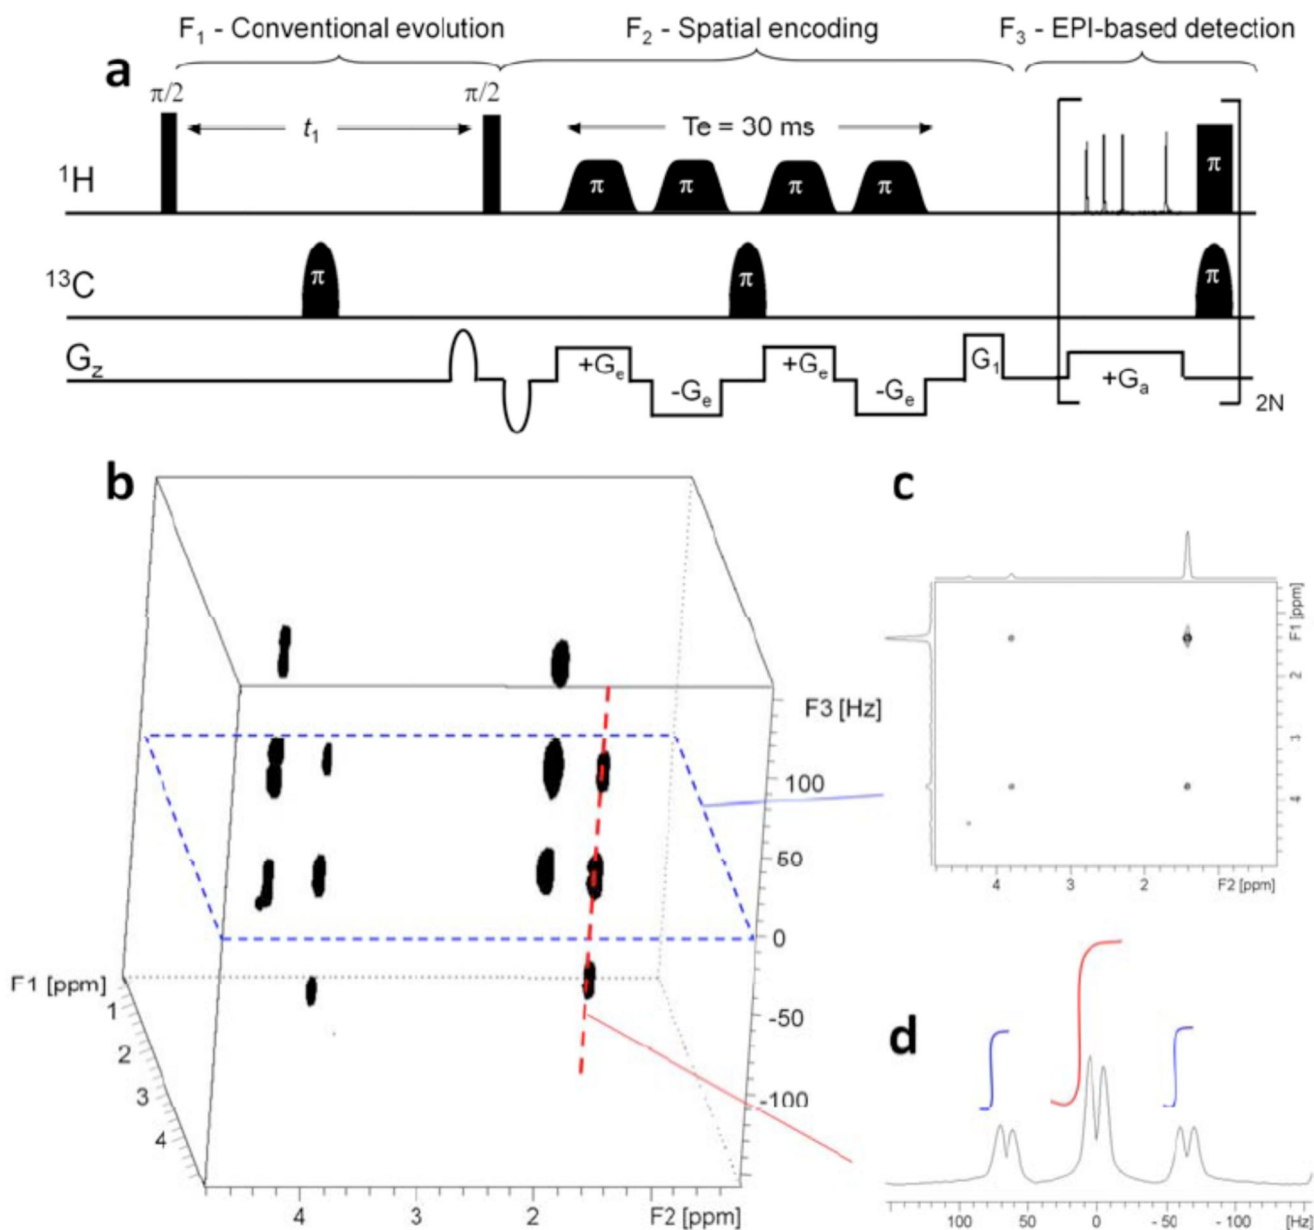 F1 - Conventional evolution F2 - Spatial encoding F3 - EPI-based detection
a
π/2 π/2
t1 Te = 30 ms
1H π π π π π
13C π π π
Gz +Ge -Ge +Ge -Ge G1 +Ga 2N
b
F3 [Hz]
100
50
0
-50
-100
F1 [ppm]
1
2
3
4
4 3 2 F2 [ppm]
c
F1 [ppm]
2
3
4
4 3 2 F2 [ppm]
d
100 50 0 - 50 - 100 [Hz]